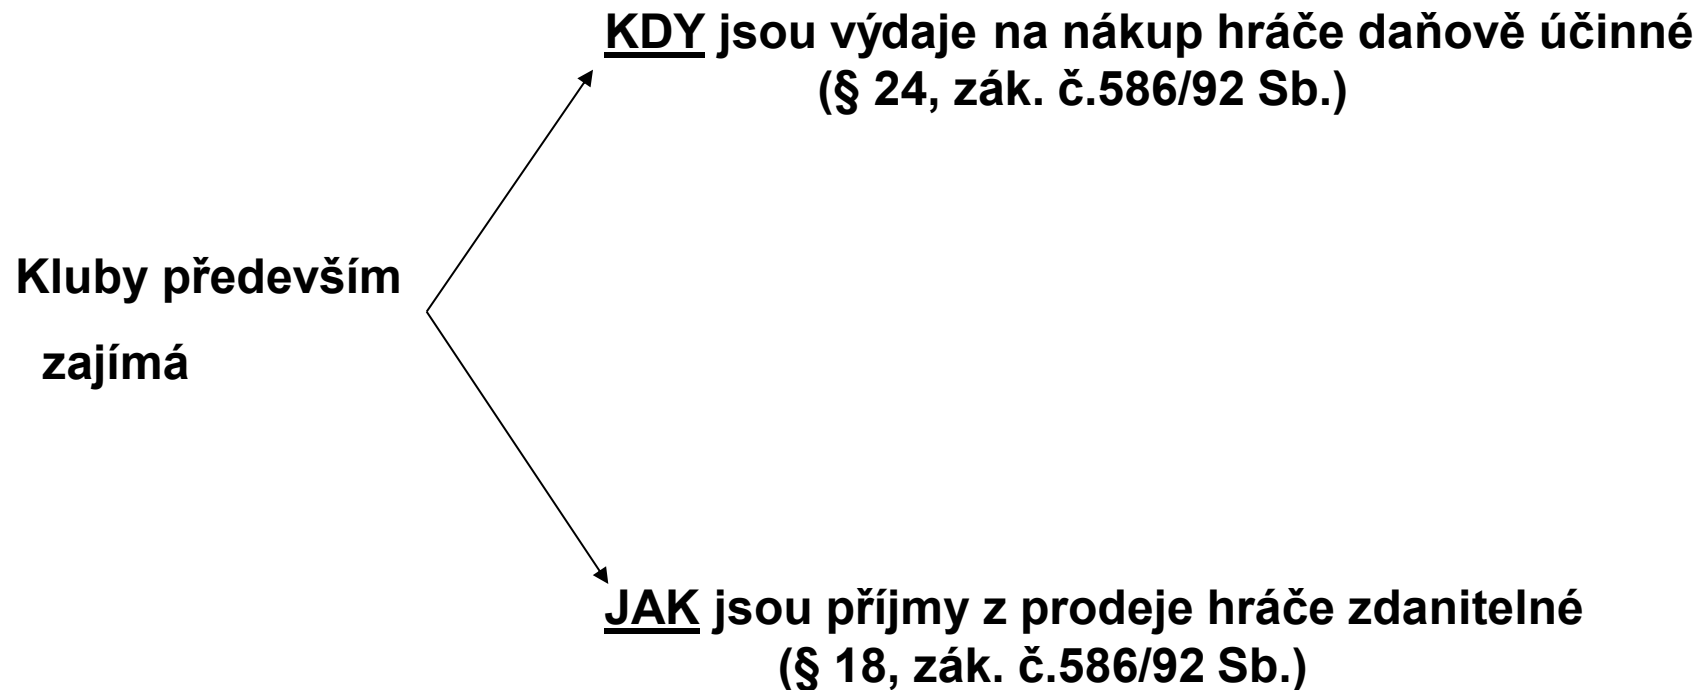 KDY jsou výdaje na nákup hráče daňově účinné
(§ 24, zák. č.586/92 Sb.)
Kluby především
zajímá
JAK jsou příjmy z prodeje hráče zdanitelné
(§ 18, zák. č.586/92 Sb.)